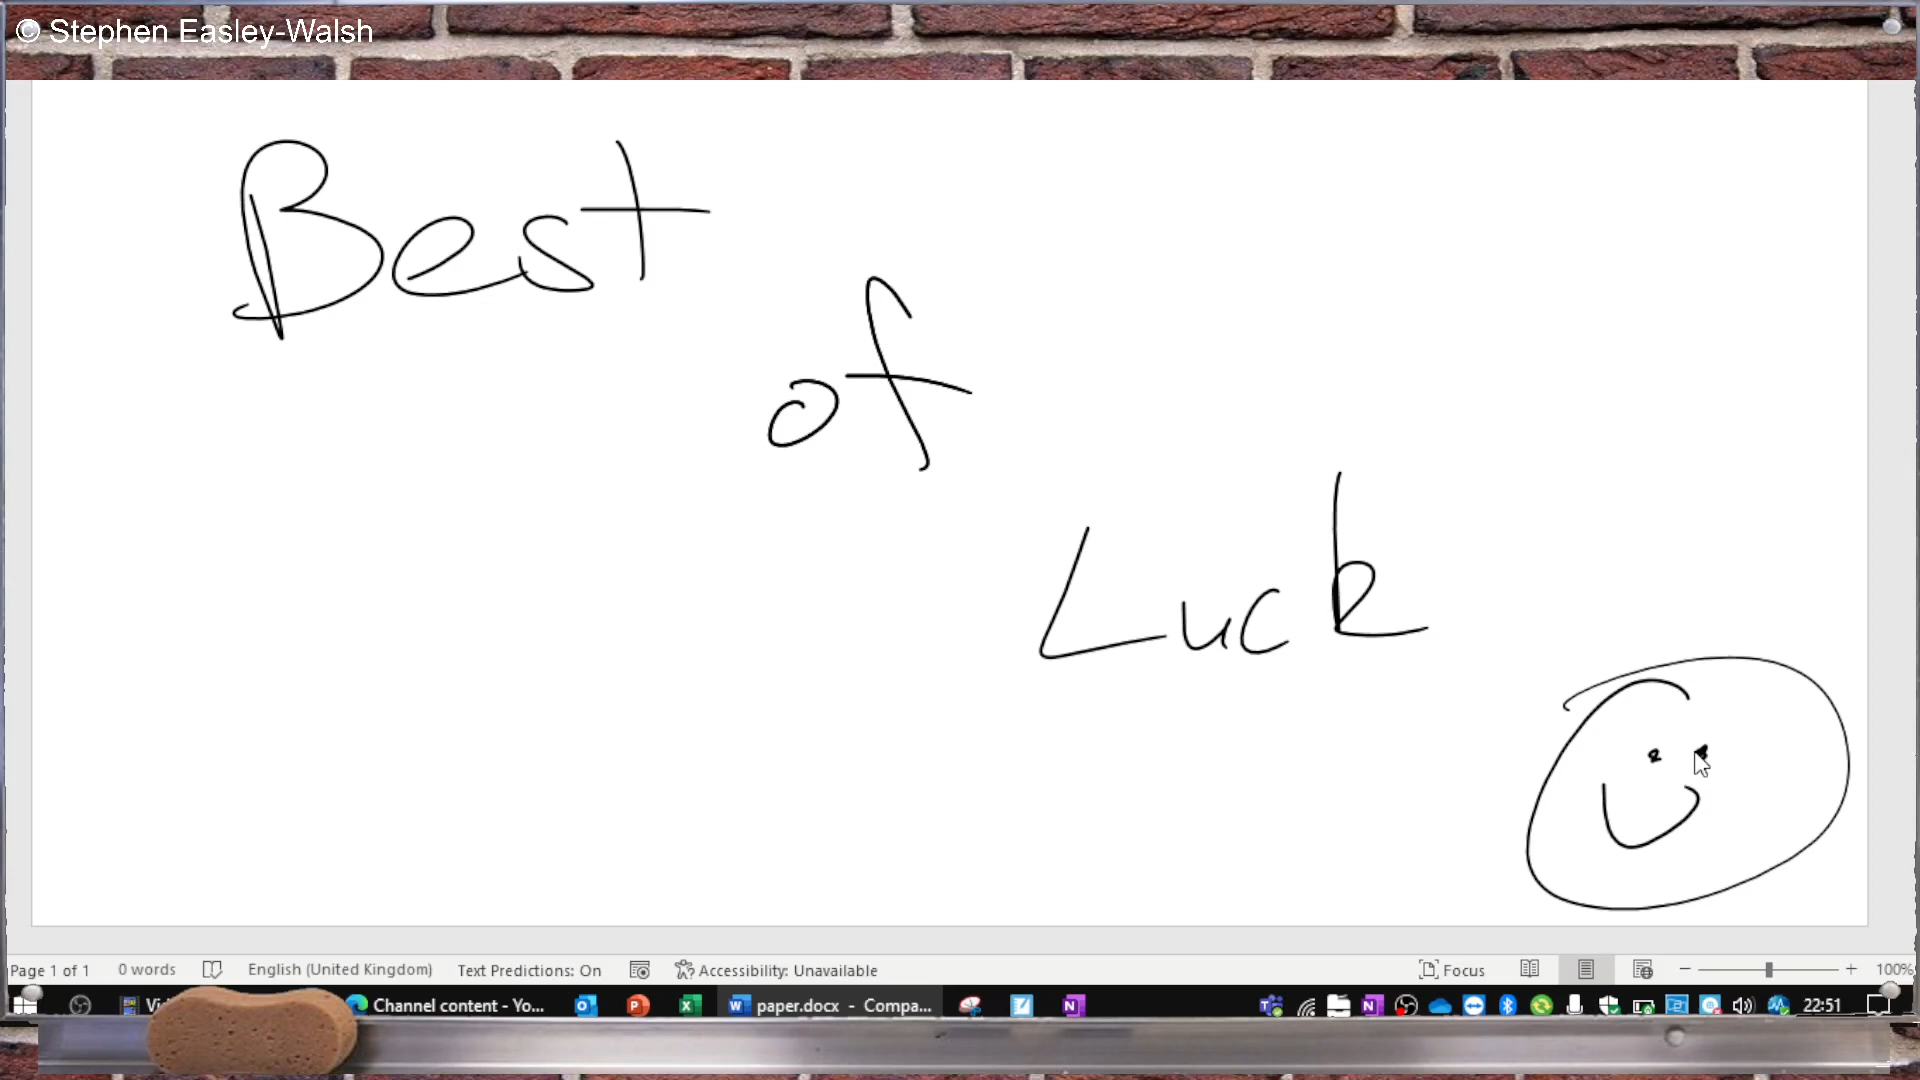 © Stephen Easley-Walsh
Best
of
Luck
Page 1 of 1 0 words English (United Kingdom) Text Predictions: On Accessibility: Unavailable Focus 100%
Channel content - Yo... paper.docx - Compa... 22:51